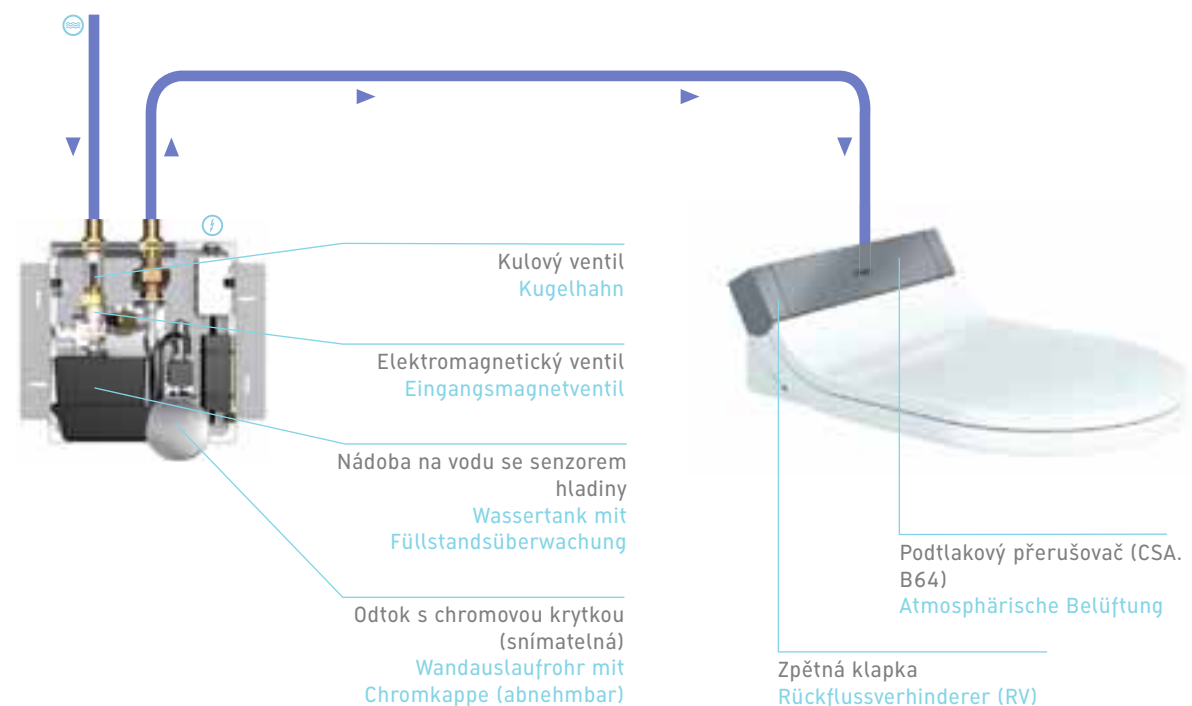 Kulový ventil
Kugelhahn
Elektromagnetický ventil
Eingangsmagnetventil
Nádoba na vodu se senzorem
hladiny
Wassertank mit
Füllstandsüberwachung
Odtok s chromovou krytkou
(snímatelná)
Wandauslaufrohr mit
Chromkappe (abnehmbar)
Podtlakový přerušovač (CSA.
B64)
Atmosphärische Belüftung
Zpětná klapka
Rückflussverhinderer (RV)